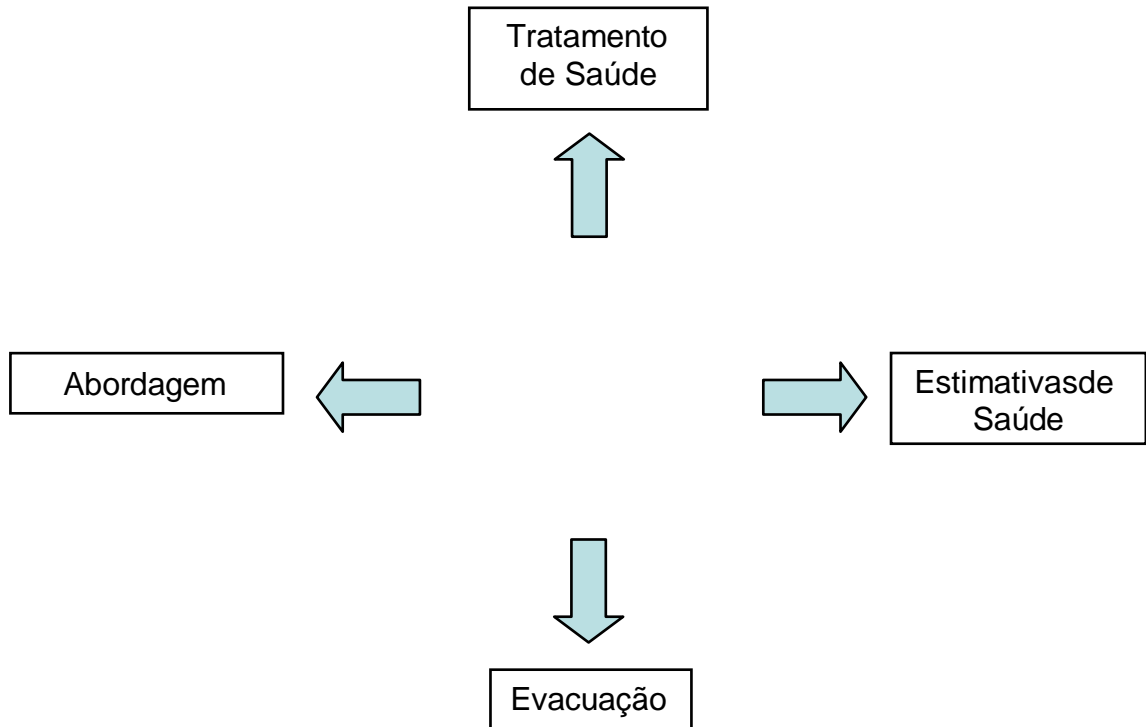 Tratamento
de Saúde
Abordagem
Estimativasde
Saúde
Evacuação